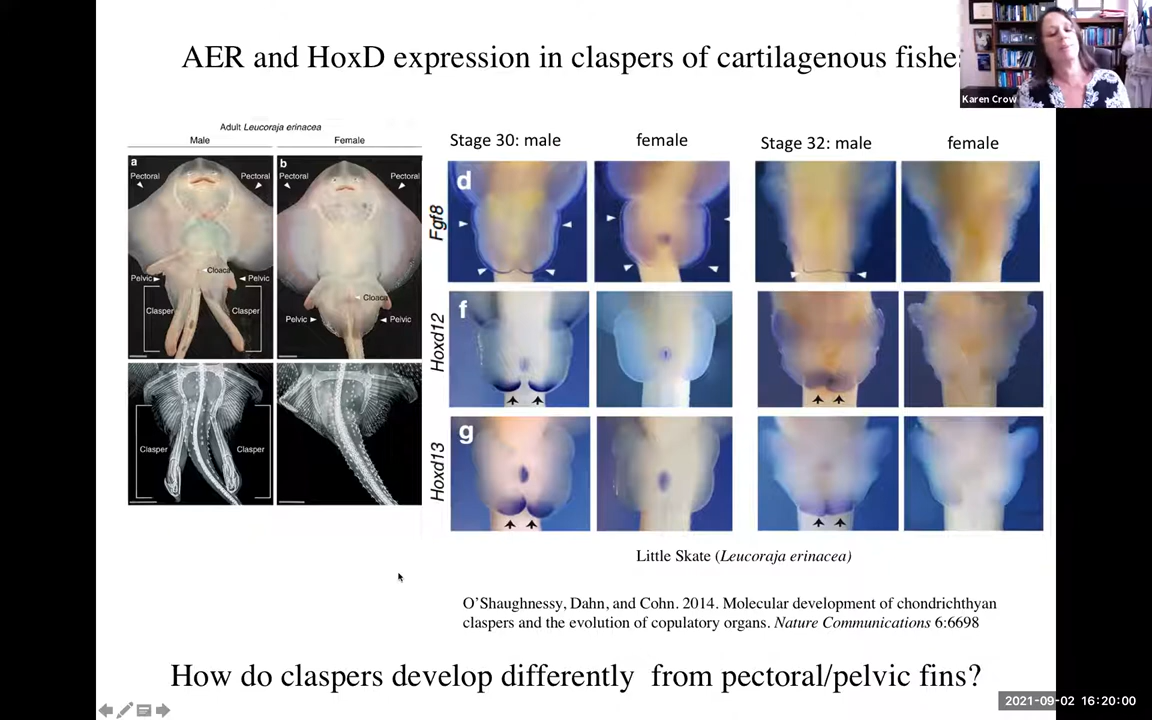 AER and HoxD expression in claspers of cartilagenous fishe
Karen Crow
Adult Leucoraja erinacea
Male
Female
a
b
Pectoral
Pectoral
Pectoral
Pectoral
Pelvic
Cloaca
Pelvic
Clasper
Clasper
Cloaca
Pelvic
Pelvic
Clasper
Clasper
Stage 30: male
female
Stage 32: male
female
Fgf8
d
Hoxd12
f
Hoxd13
g
Little Skate (Leucoraja erinacea)
O’Shaughnessy, Dahn, and Cohn. 2014. Molecular development of chondrichthyan
claspers and the evolution of copulatory organs. Nature Communications 6:6698
How do claspers develop differently from pectoral/pelvic fins?
2021-09-02 16:20:00